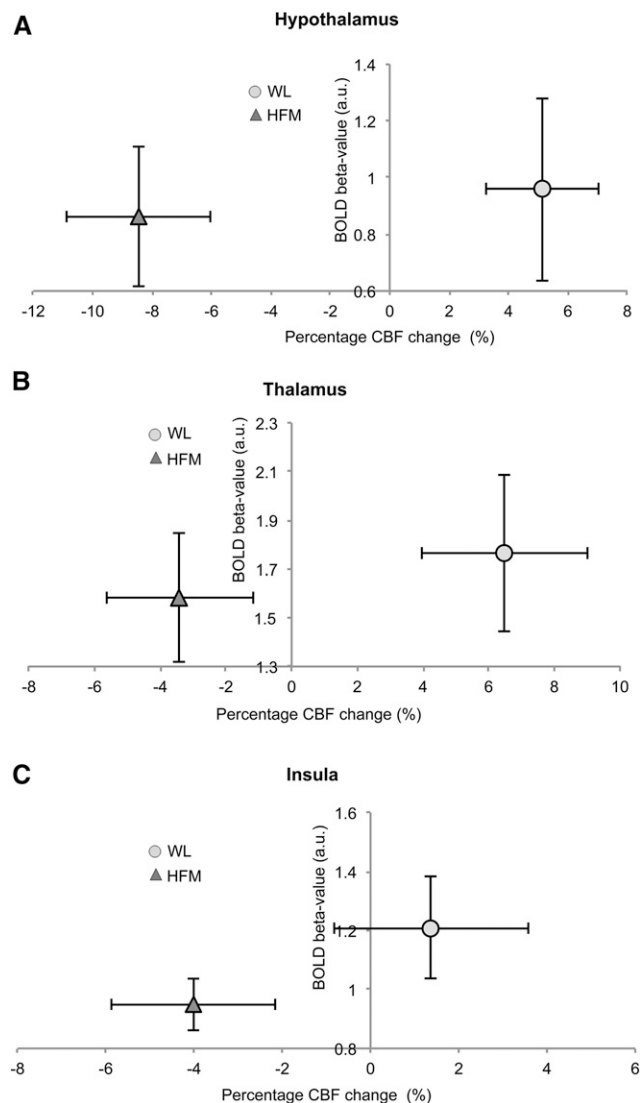 A
Hypothalamus
WL
HFM
BOLD beta-value (a.u.)
1.4
1.2
1
0.8
0.6
-12 -10 -8 -6 -4 -2 0 2 4 6 8
Percentage CBF change (%)
B
Thalamus
WL
HFM
BOLD beta-value (a.u.)
2.3
2.1
1.9
1.7
1.5
1.3
-8 -6 -4 -2 0 2 4 6 8 10
Percentage CBF change (%)
C
Insula
WL
HFM
BOLD beta-value (a.u.)
1.6
1.4
1.2
1
0.8
-8 -6 -4 -2 0 2 4 6
Percentage CBF change (%)